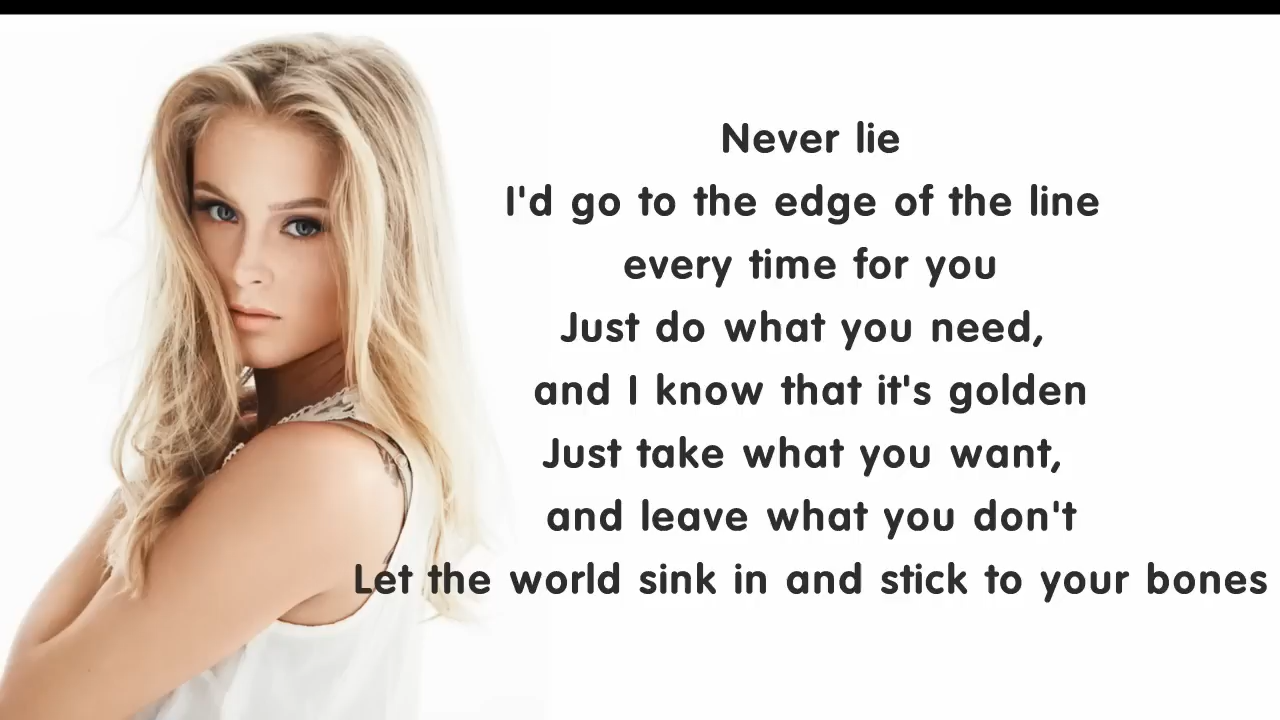 Never lie
I'd go to the edge of the line
every time for you
Just do what you need,
and I know that it's golden
Just take what you want,
and leave what you don't
Let the world sink in and stick to your bones